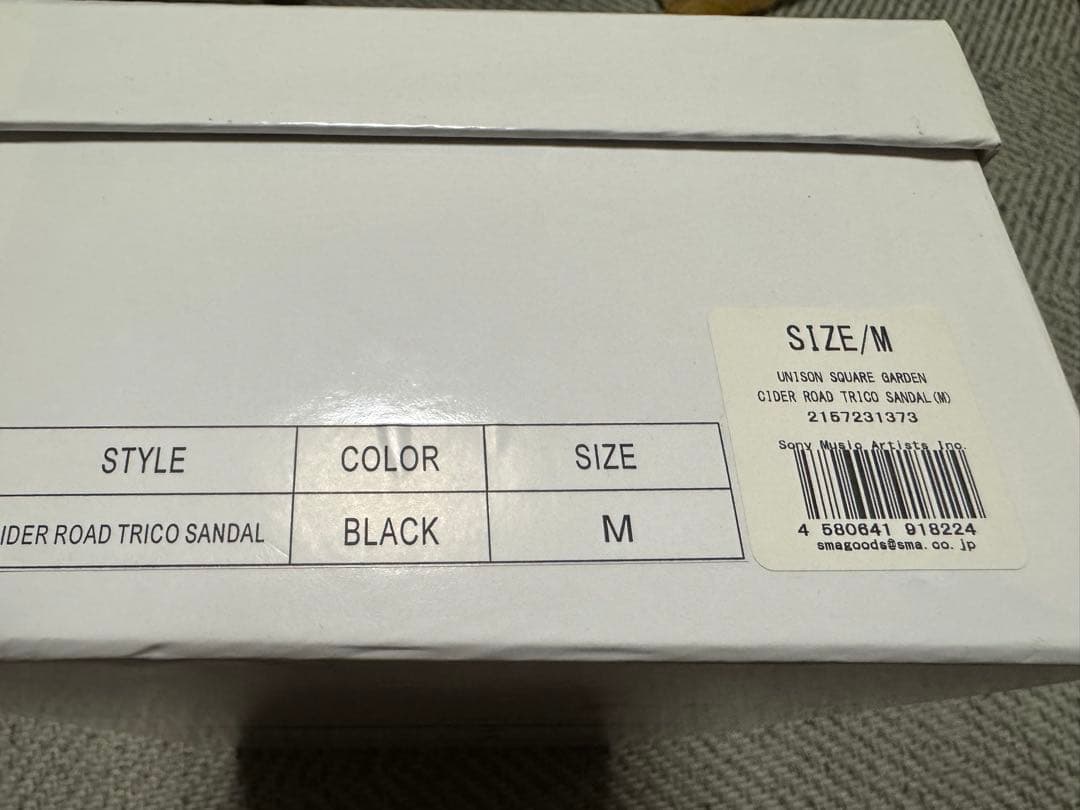 STYLE COLOR SIZE
IDER ROAD TRICO SANDAL BLACK M
SIZE/M
UNISON SQUARE GARDEN
CIDER ROAD TRICO SANDAL(M)
2157231373
Sony Music Artists Inc.
4 580641 918224
smagoods@sma.co.jp